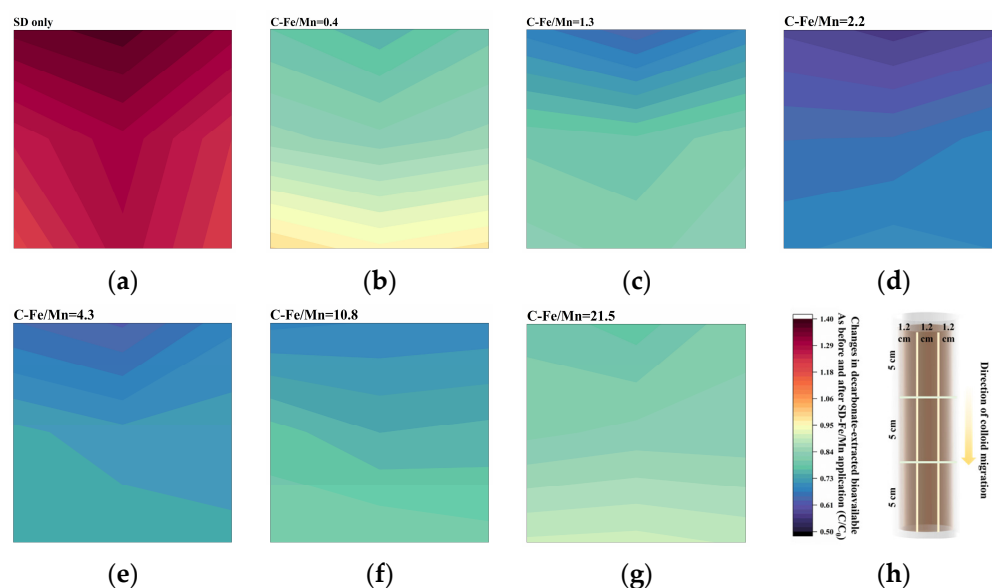 SD only
C-Fe/Mn=0.4
C-Fe/Mn=1.3
C-Fe/Mn=2.2
(a)
(b)
(c)
(d)
C-Fe/Mn=4.3
C-Fe/Mn=10.8
C-Fe/Mn=21.5
1.40
1.29
1.18
1.06
0.95
0.84
0.73
0.61
0.50
Changes in decarbonate-extracted bioavailable
As before and after SD-Fe/Mn application (C/C0)
1.2 1.2 1.2
cm cm cm
5 cm
5 cm
5 cm
Direction of colloid migration
(e)
(f)
(g)
(h)